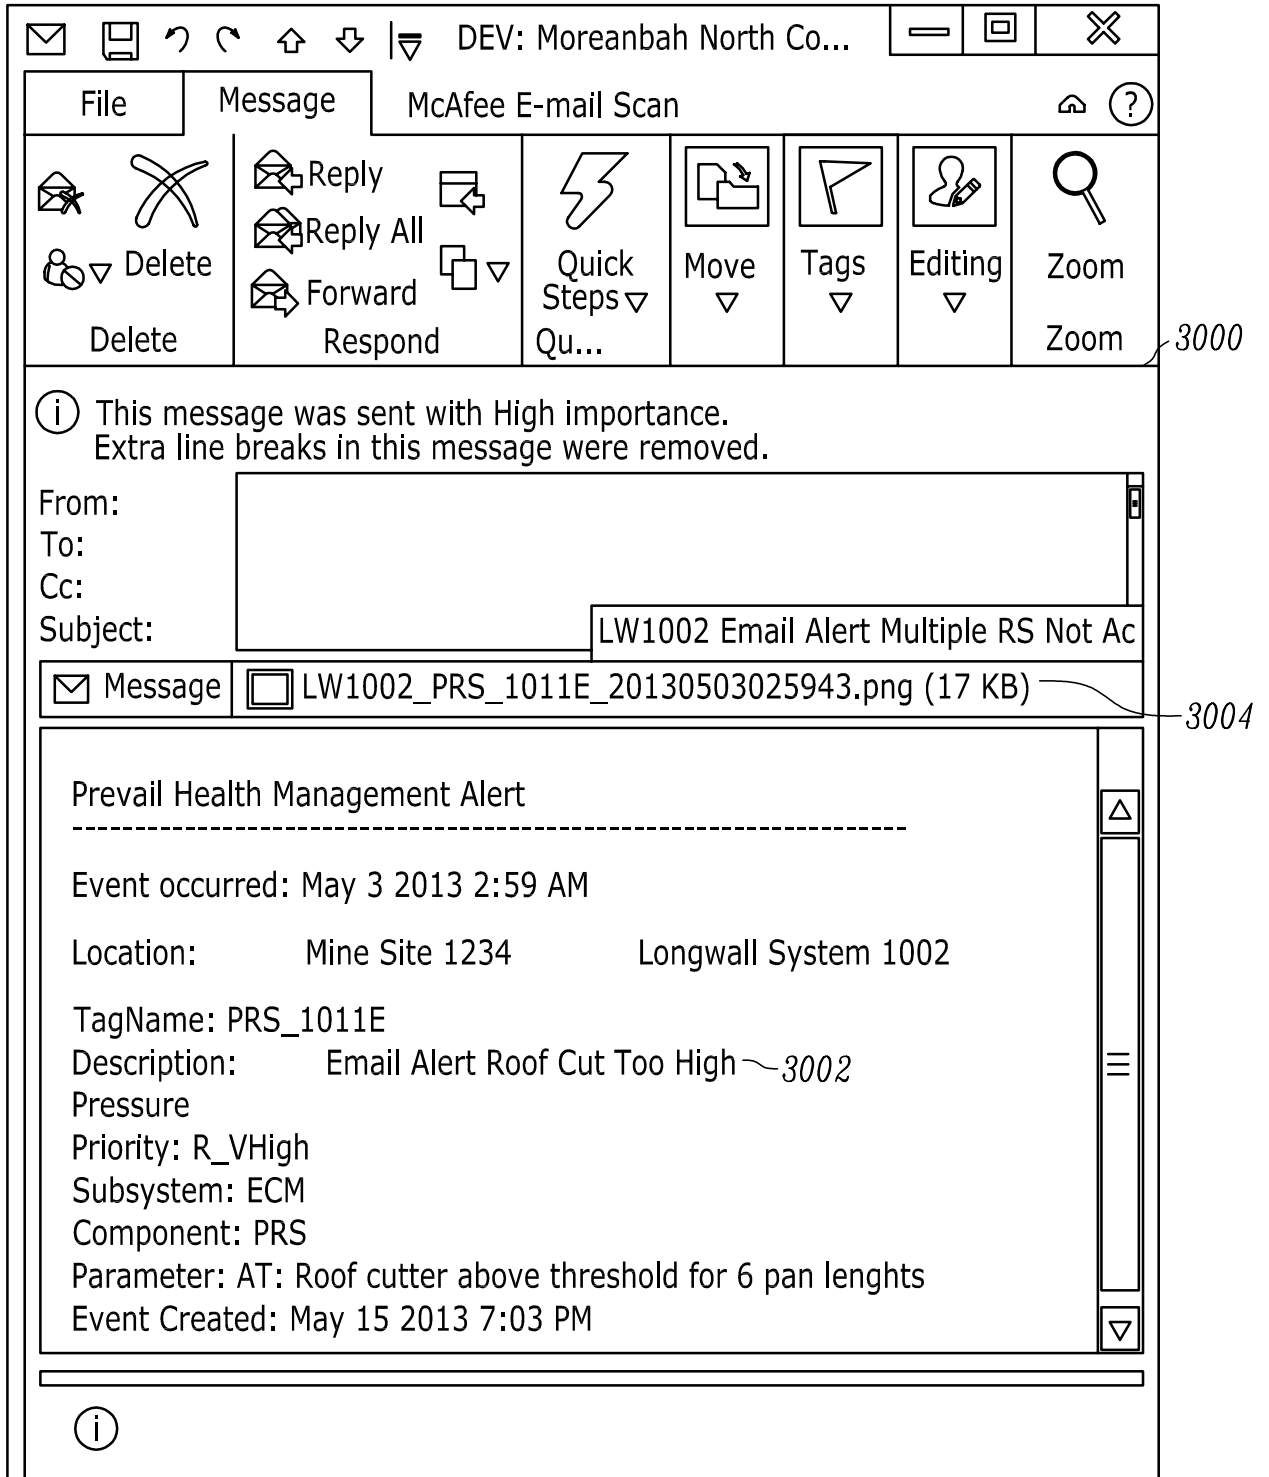 DEV: Moreanbah North Co...
File Message McAfee E-mail Scan ?
Reply
Reply All
Forward
Delete
Quick Steps
Move
Tags
Editing
Zoom
Delete Respond Qu... Zoom
3000
i This message was sent with High importance.
Extra line breaks in this message were removed.
From:
To:
Cc:
Subject: LW1002 Email Alert Multiple RS Not Ac
Message LW1002_PRS_1011E_20130503025943.png (17 KB)
3004
Prevail Health Management Alert
------------------------------------------------------------------
Event occurred: May 3 2013 2:59 AM
Location: Mine Site 1234 Longwall System 1002
TagName: PRS_1011E
Description: Email Alert Roof Cut Too High 3002
Pressure
Priority: R_VHigh
Subsystem: ECM
Component: PRS
Parameter: AT: Roof cutter above threshold for 6 pan lenghts
Event Created: May 15 2013 7:03 PM
i